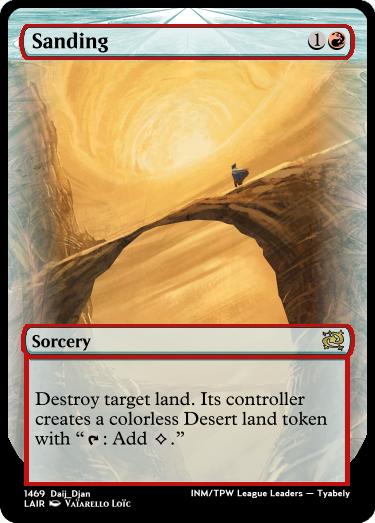 Sanding 1
Sorcery
Destroy target land. Its controller
creates a colorless Desert land token
with “: Add .”
1469 Daij_Djan
INM/TPW League Leaders — Tyabely
LAIR Vaiarello Loïc